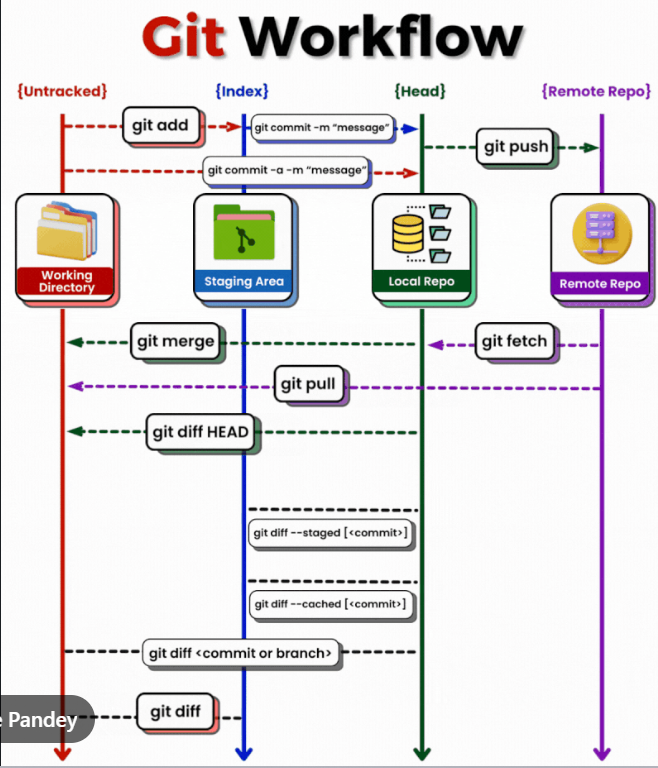 Git Workflow
{Untracked} {Index} {Head} {Remote Repo}
git add
git commit -m “message”
git push
git commit -a -m “message”
Working
Directory
Staging Area
Local Repo
Remote Repo
git merge
git fetch
git pull
git diff HEAD
git diff --staged [<commit>]
git diff --cached [<commit>]
git diff <commit or branch>
git diff
Pandey